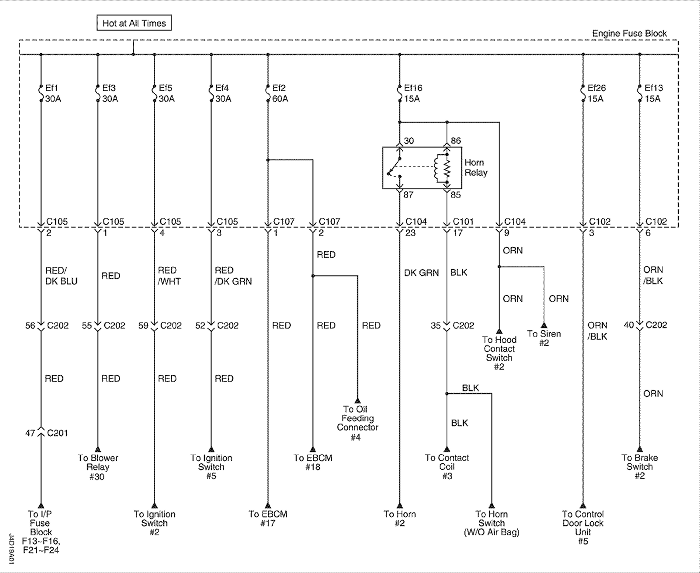 Hot at All Times
Engine Fuse Block
Ef1
30A
Ef3
30A
Ef5
30A
Ef4
30A
Ef2
60A
Ef16
15A
Ef26
15A
Ef13
15A
30
86
Horn
Relay
87
85
C105
2
C105
1
C105
4
C105
3
C107
1
C107
2
C104
23
C101
17
C104
9
C102
3
C102
6
RED/
DK BLU
RED
RED
/WHT
RED
/DK GRN
RED
DK GRN
BLK
ORN
ORN
/BLK
ORN
ORN
56
C202
55
C202
59
C202
52
C202
RED
RED
RED
35
C202
To Hood
Contact
Switch
#2
To Siren
#2
ORN
/BLK
40
C202
RED
RED
RED
RED
To Oil
Feeding
Connector
#4
BLK
BLK
ORN
47
C201
To Blower
Relay
#30
To Ignition
Switch
#5
To EBCM
#18
To Contact
Coil
#3
To Brake
Switch
#2
To I/P
Fuse
Block
F13~F16,
F21~F24
To Ignition
Switch
#2
To EBCM
#17
To Horn
#2
To Horn
Switch
(W/O Air Bag)
To Control
Door Lock
Unit
#5
J4D19A01